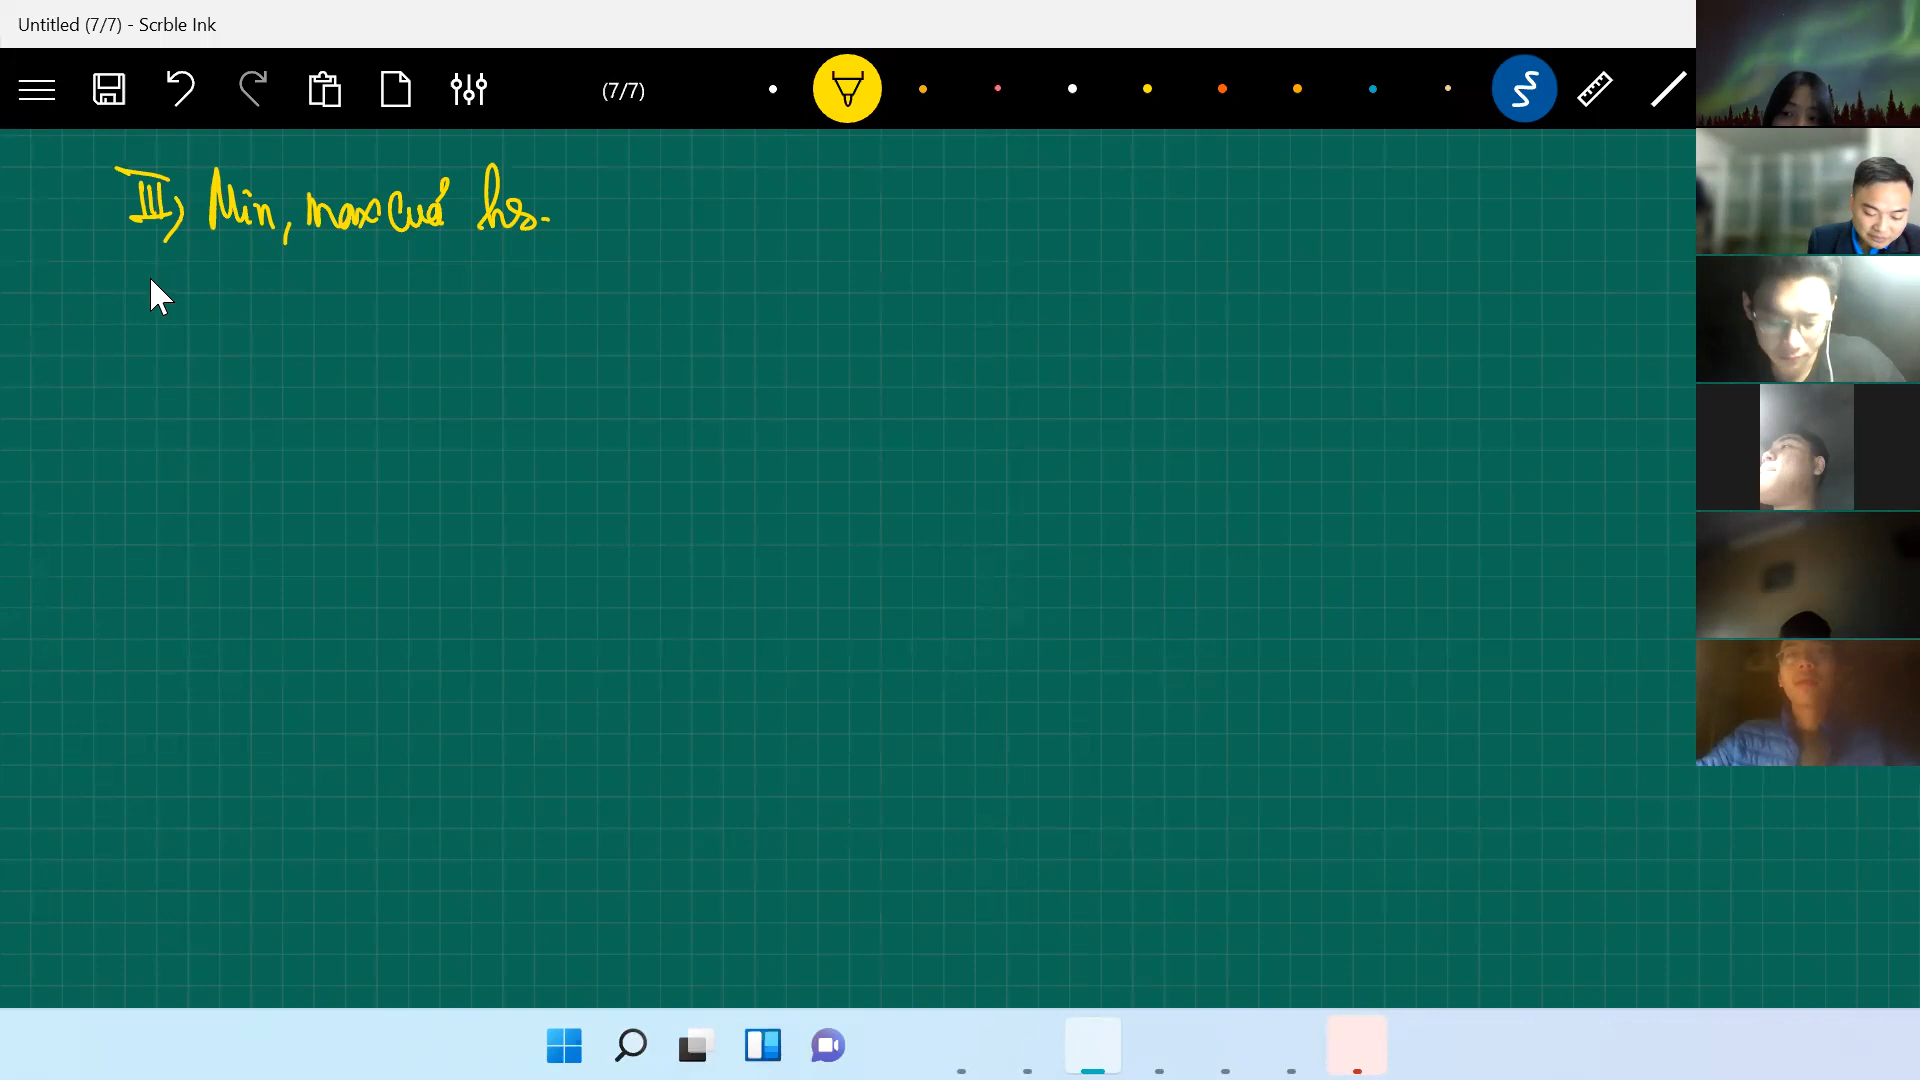 Untitled (7/7) - Scrble Ink
(7/7)
III) Min, max của hs.